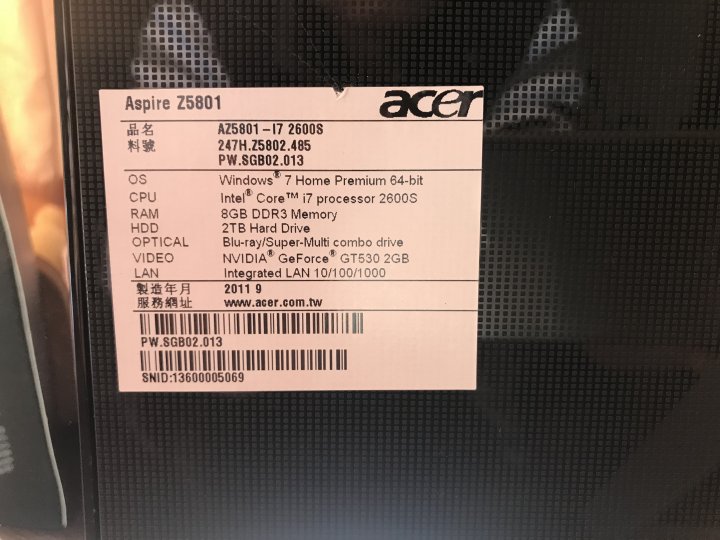 Aspire Z5801 acer
品名 AZ5801-I7 2600S
料號 247H.Z5802.485
PW.SGB02.013
OS Windows® 7 Home Premium 64-bit
CPU Intel® Core™ i7 processor 2600S
RAM 8GB DDR3 Memory
HDD 2TB Hard Drive
OPTICAL Blu-ray/Super-Multi combo drive
VIDEO NVIDIA® GeForce® GT530 2GB
LAN Integrated LAN 10/100/1000
製造年月 2011 9
服務網址 www.acer.com.tw
PW.SGB02.013
SNID:13600005069